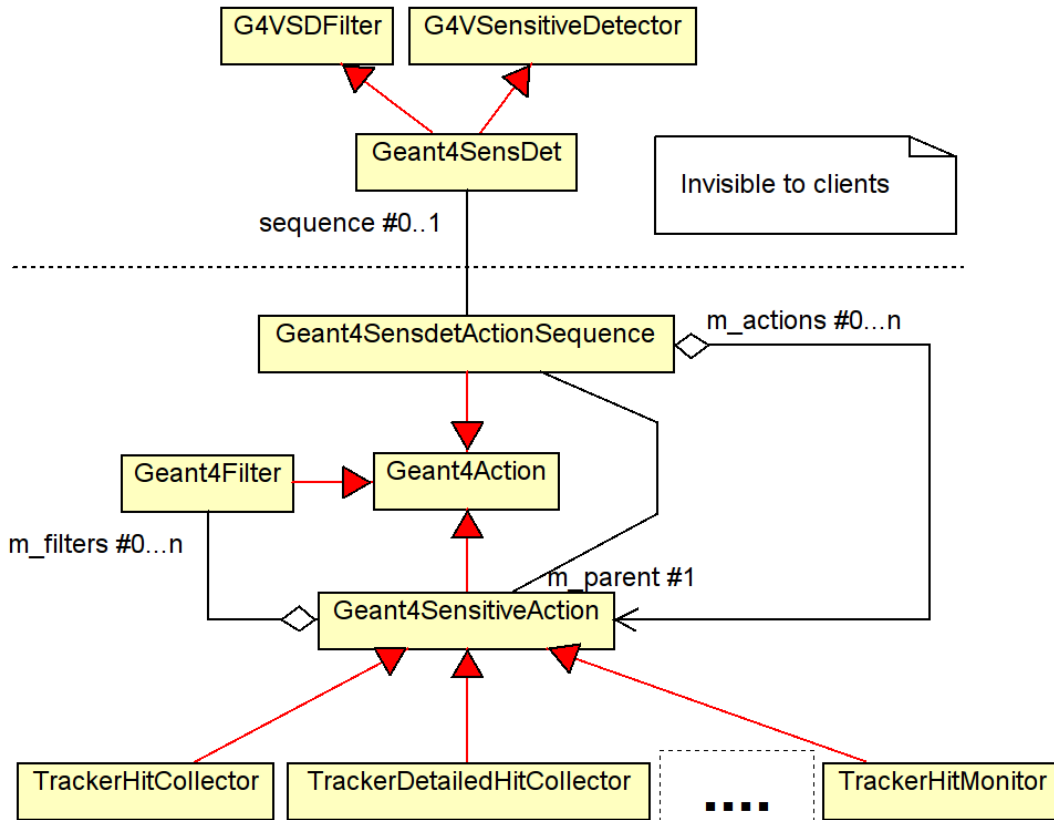 G4VSDFilter
G4VSensitiveDetector
Geant4SensDet
Invisible to clients
sequence #0..1
Geant4SensdetActionSequence
m_actions #0...n
Geant4Filter
Geant4Action
m_filters #0...n
m_parent #1
Geant4SensitiveAction
TrackerHitCollector
TrackerDetailedHitCollector
....
TrackerHitMonitor